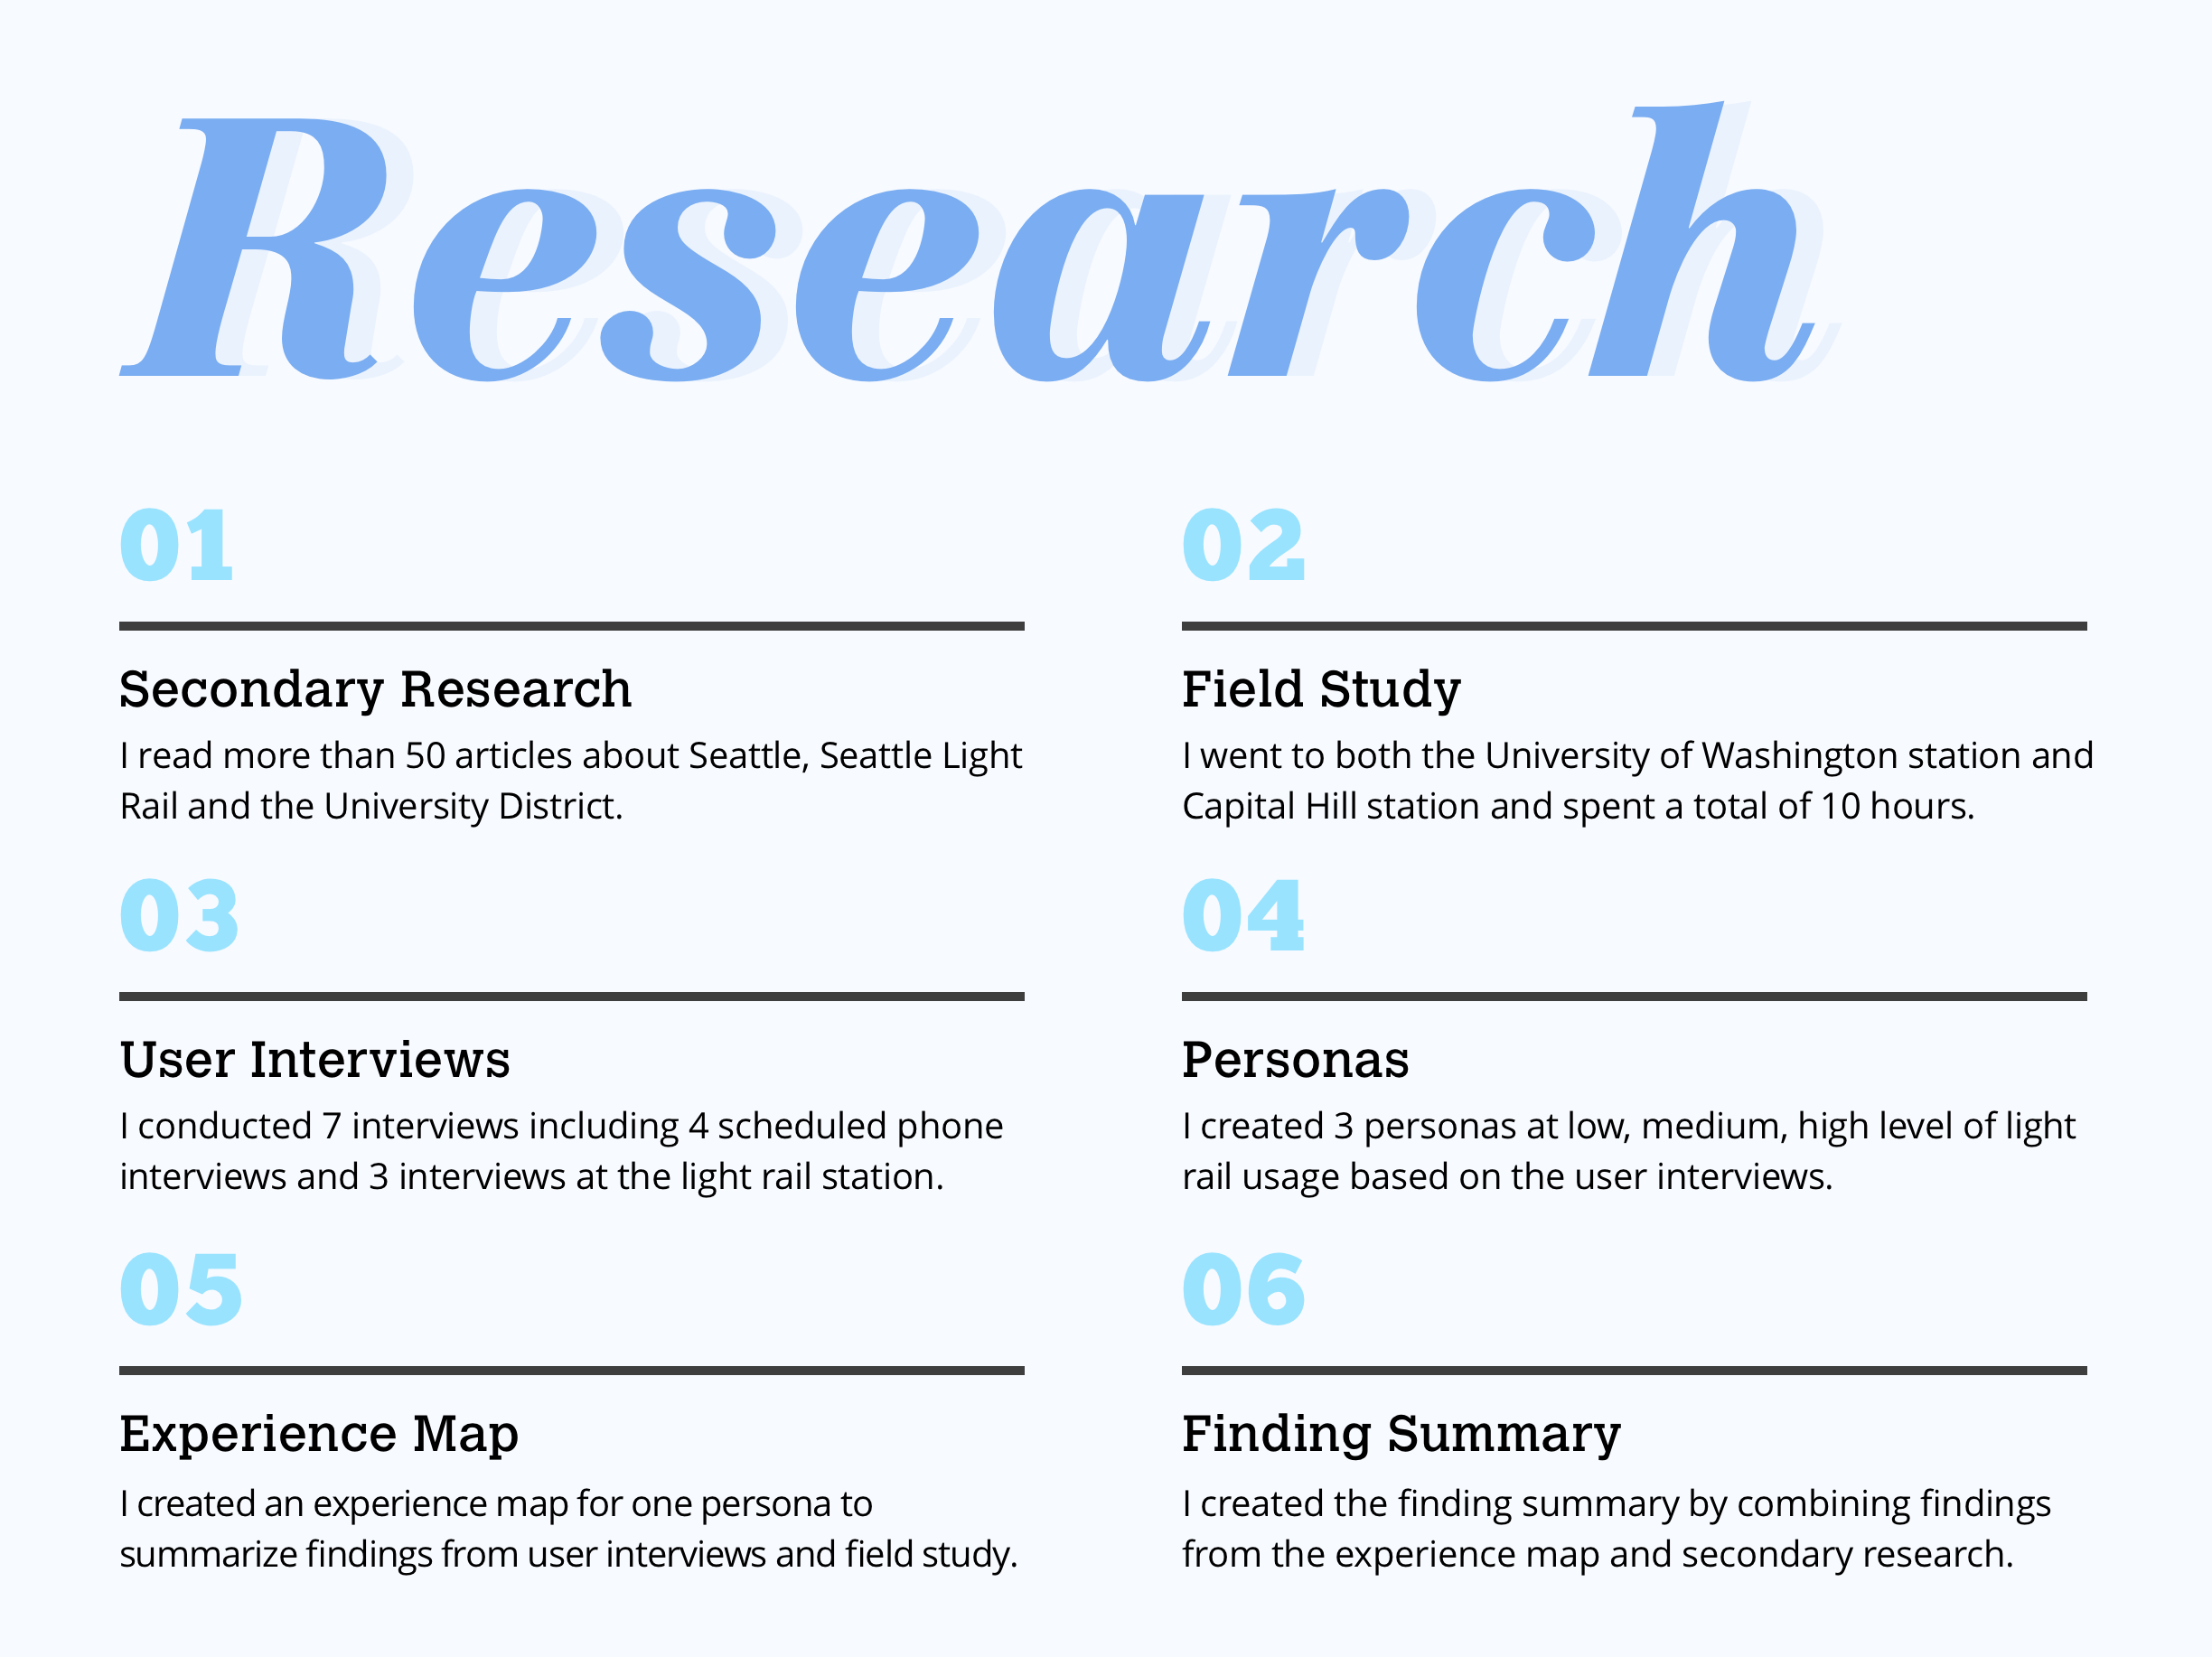 Research
01
Secondary Research
I read more than 50 articles about Seattle, Seattle Light
Rail and the University District.
02
Field Study
I went to both the University of Washington station and
Capital Hill station and spent a total of 10 hours.
03
User Interviews
I conducted 7 interviews including 4 scheduled phone
interviews and 3 interviews at the light rail station.
04
Personas
I created 3 personas at low, medium, high level of light
rail usage based on the user interviews.
05
Experience Map
I created an experience map for one persona to
summarize findings from user interviews and field study.
06
Finding Summary
I created the finding summary by combining findings
from the experience map and secondary research.